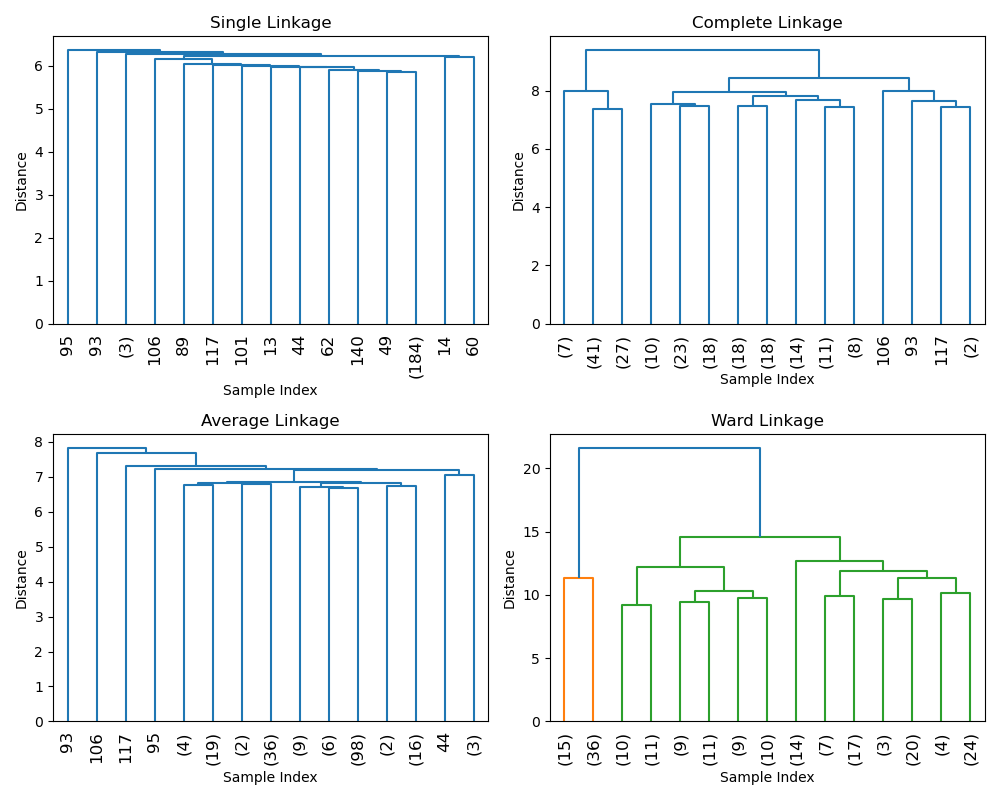 Single Linkage
Distance
6
5
4
3
2
1
0
95 93 (3) 106 89 117 101 13 44 62 140 49 (184) 14 60
Sample Index
Complete Linkage
Distance
8
6
4
2
0
(7) (41) (27) (10) (23) (18) (18) (18) (14) (11) (8) 106 93 117 (2)
Sample Index
Average Linkage
Distance
8
7
6
5
4
3
2
1
0
93 106 117 95 (4) (19) (2) (36) (9) (6) (98) (2) (16) 44 (3)
Sample Index
Ward Linkage
Distance
20
15
10
5
0
(15) (36) (10) (11) (9) (11) (9) (10) (14) (7) (17) (3) (20) (4) (24)
Sample Index